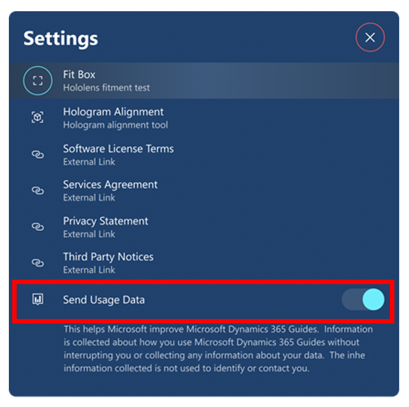 Settings
Fit Box
Hololens fitment test
Hologram Alignment
Hologram alignment tool
Software License Terms
External Link
Services Agreement
External Link
Privacy Statement
External Link
Third Party Notices
External Link
Send Usage Data
This helps Microsoft improve Microsoft Dynamics 365 Guides. Information
is collected about how you use Microsoft Dynamics 365 Guides without
interrupting you or collecting any information about your data. The inhe
information collected is not used to identify or contact you.